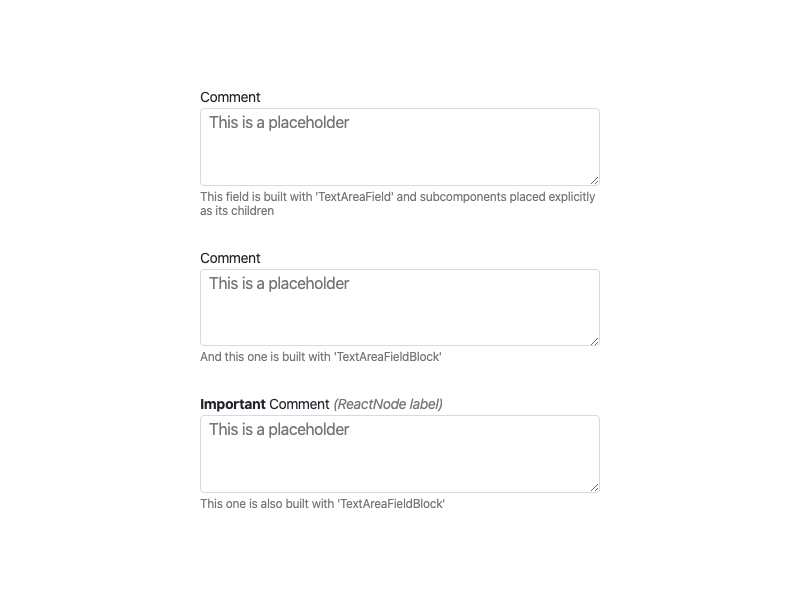 Comment
This is a placeholder
This field is built with 'TextAreaField' and subcomponents placed explicitly
as its children
Comment
This is a placeholder
And this one is built with 'TextAreaFieldBlock'
Important Comment (ReactNode label)
This is a placeholder
This one is also built with 'TextAreaFieldBlock'